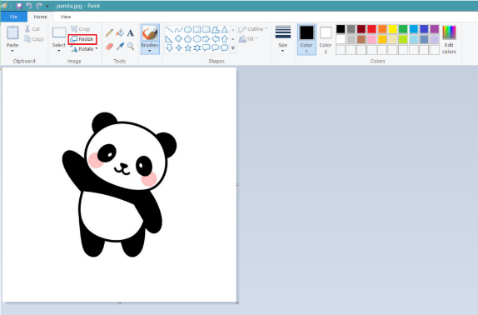 panda.jpg - Paint
File Home View
Paste
Cut
Copy
Clipboard
Select
Crop
Resize
Rotate
Image
A
Tools
Brushes
Shapes
Outline
Fill
Size
Color 1
Color 2
Edit colors
Colors